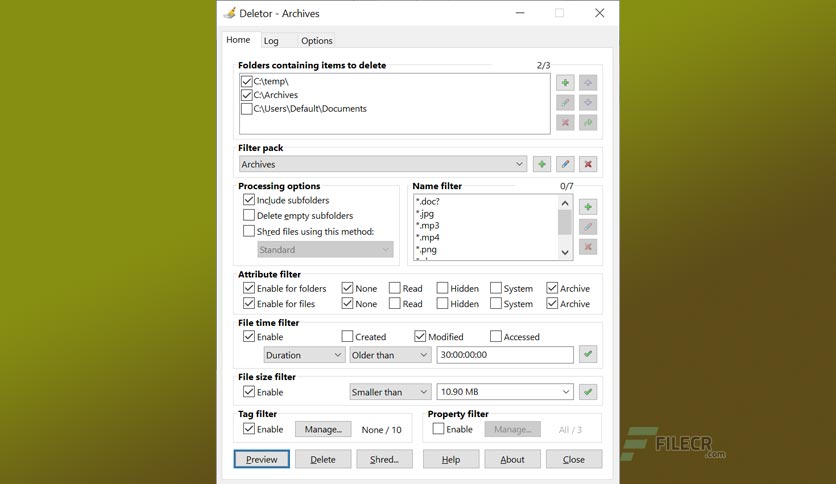 Deletor - Archives
Home Log Options
Folders containing items to delete 2/3
C:\temp\
C:\Archives
C:\Users\Default\Documents
Filter pack
Archives
Processing options
Include subfolders
Delete empty subfolders
Shred files using this method:
Standard
Name filter 0/7
*.doc?
*.jpg
*.mp3
*.mp4
*.png
Attribute filter
Enable for folders None Read Hidden System Archive
Enable for files None Read Hidden System Archive
File time filter
Enable Created Modified Accessed
Duration Older than 30:00:00:00
File size filter
Enable Smaller than 10.90 MB
Tag filter
Enable Manage... None / 10
Property filter
Enable Manage... All / 3
Preview Delete Shred... Help About Close
FILECR
.com